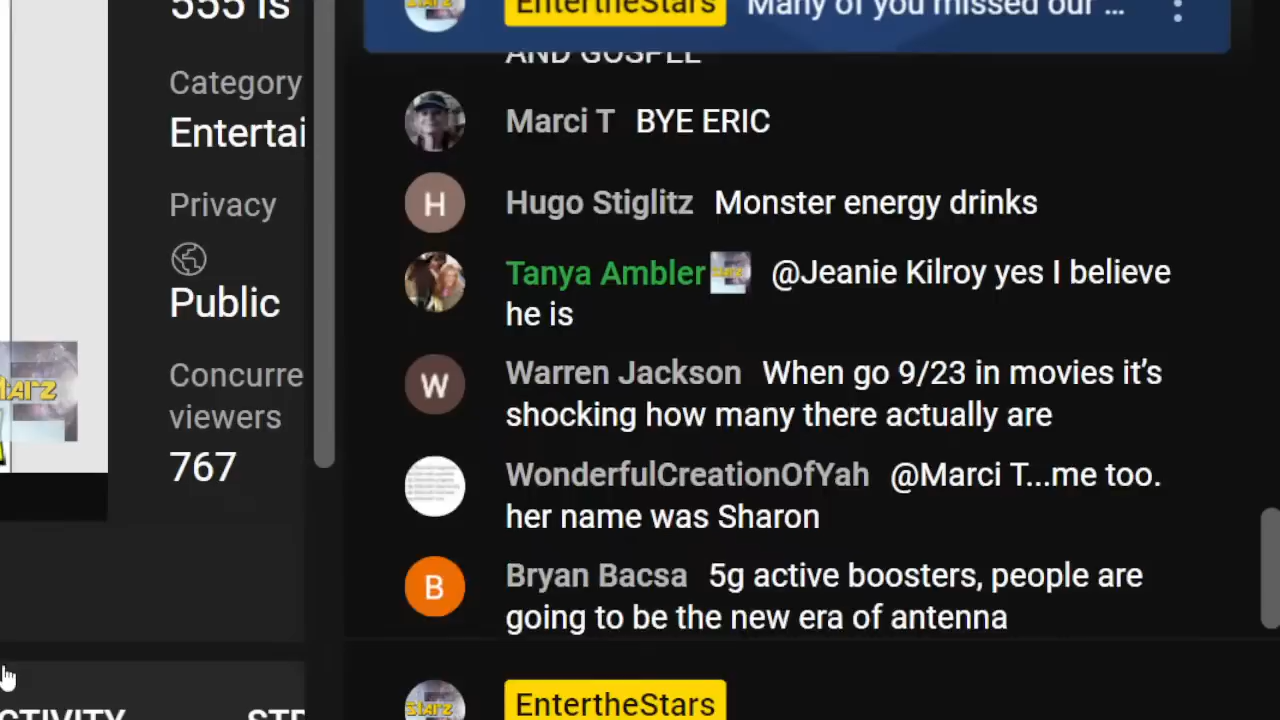 555 is
Category
Entertai
Privacy
Public
Concurre
viewers
767
EntertheStars Many of you missed our ...
AND GOSPEL
Marci T BYE ERIC
H Hugo Stiglitz Monster energy drinks
Tanya Ambler @Jeanie Kilroy yes I believe
he is
W Warren Jackson When go 9/23 in movies it’s
shocking how many there actually are
WonderfulCreationOfYah @Marci T...me too.
her name was Sharon
B Bryan Bacsa 5g active boosters, people are
going to be the new era of antenna
EntertheStars